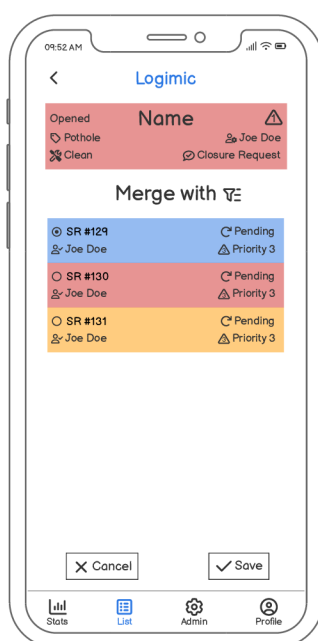 09:52 AM
Logimic
Opened Name
Pothole Joe Doe
Clean Closure Request
Merge with
SR #129 Pending
Joe Doe Priority 3
SR #130 Pending
Joe Doe Priority 3
SR #131 Pending
Joe Doe Priority 3
Cancel Save
Stats List Admin Profile